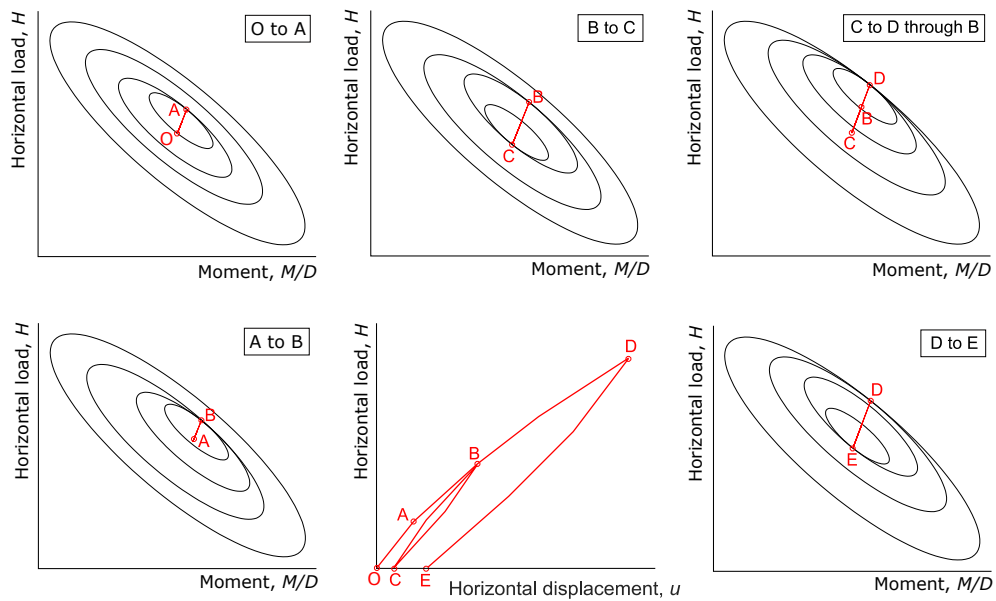 Horizontal load, H
O to A
A
O
Moment, M/D
Horizontal load, H
B to C
B
C
Moment, M/D
Horizontal load, H
C to D through B
D
B
C
Moment, M/D
Horizontal load, H
A to B
B
A
Moment, M/D
Horizontal load, H
D
B
A
O C E
Horizontal displacement, u
Horizontal load, H
D to E
D
E
Moment, M/D